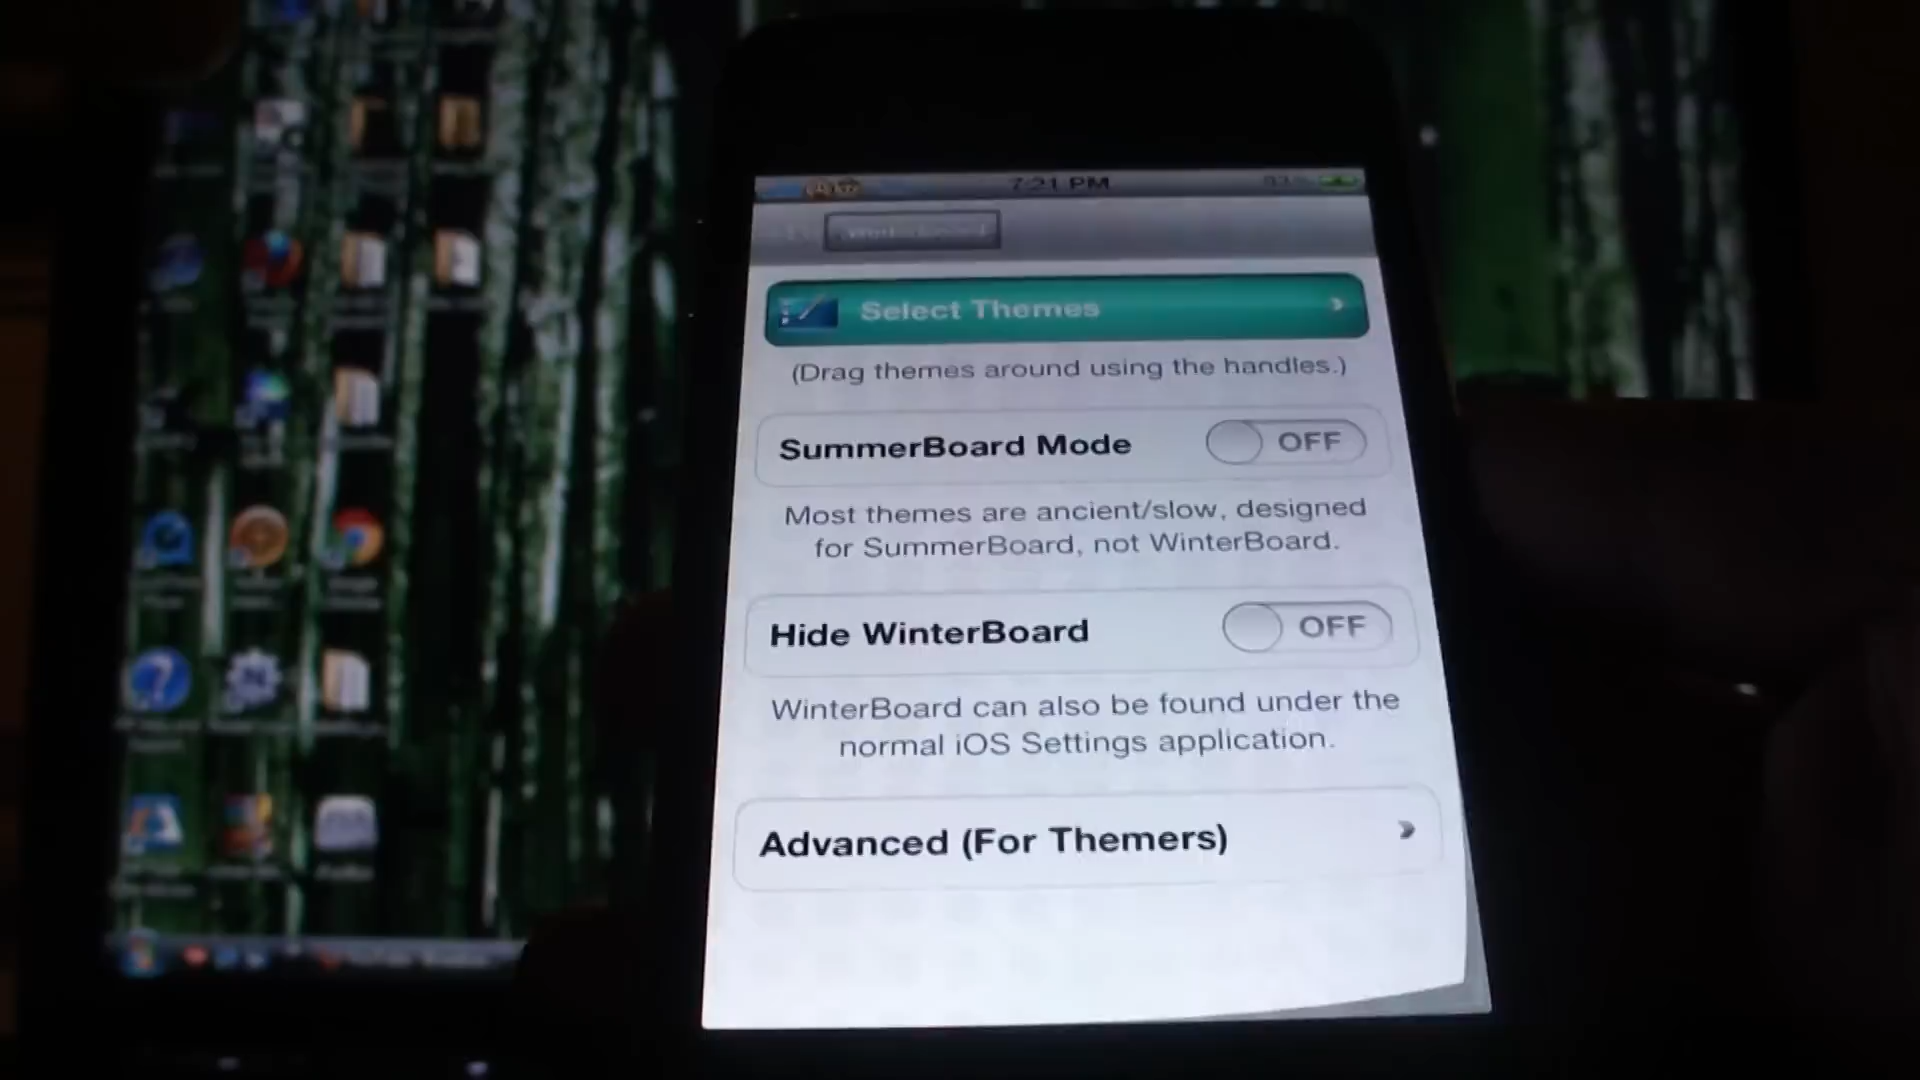 7:21 PM
Select Themes
(Drag themes around using the handles.)
SummerBoard Mode
OFF
Most themes are ancient/slow, designed
for SummerBoard, not WinterBoard.
Hide WinterBoard
OFF
WinterBoard can also be found under the
normal iOS Settings application.
Advanced (For Themers)